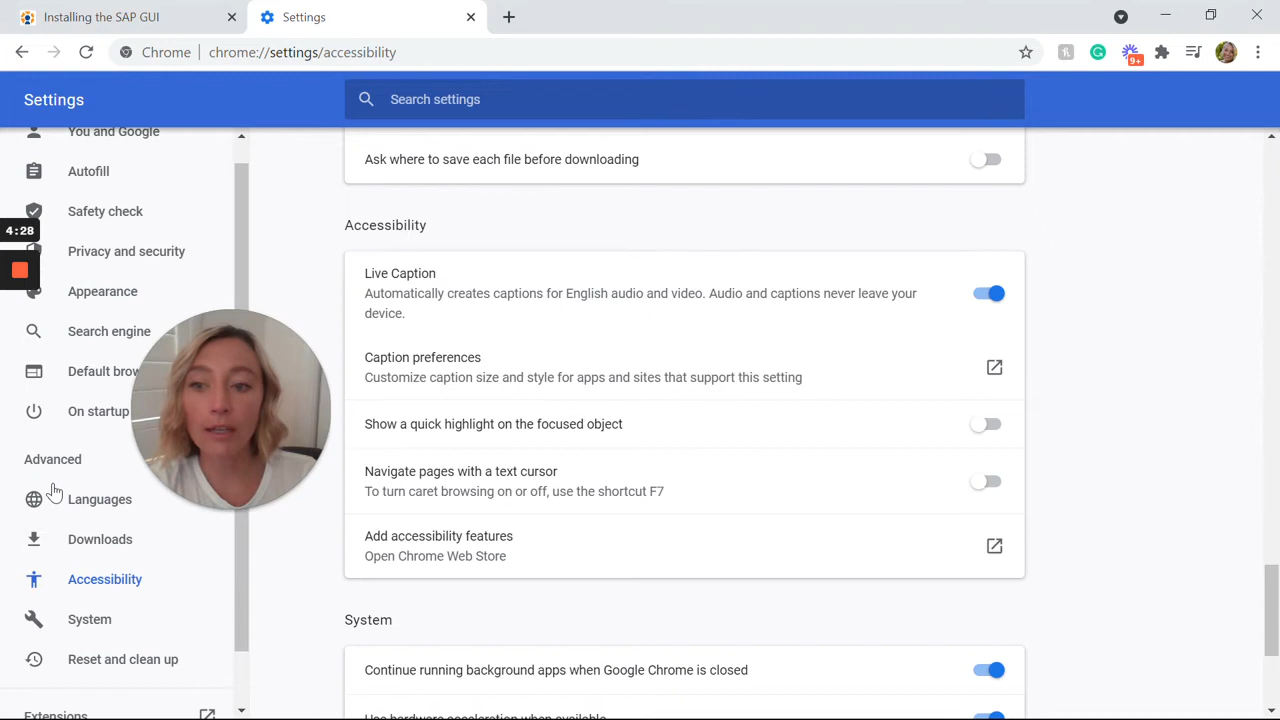 Installing the SAP GUI
Settings
Chrome
chrome://settings/accessibility
9+
Settings
Search settings
You and Google
Autofill
Safety check
Privacy and security
Appearance
Search engine
Default brow
On startup
Advanced
Languages
Downloads
Accessibility
System
Reset and clean up
Extensions
4:28
Ask where to save each file before downloading
Accessibility
Live Caption
Automatically creates captions for English audio and video. Audio and captions never leave your
device.
Caption preferences
Customize caption size and style for apps and sites that support this setting
Show a quick highlight on the focused object
Navigate pages with a text cursor
To turn caret browsing on or off, use the shortcut F7
Add accessibility features
Open Chrome Web Store
System
Continue running background apps when Google Chrome is closed
Use hardware acceleration when available